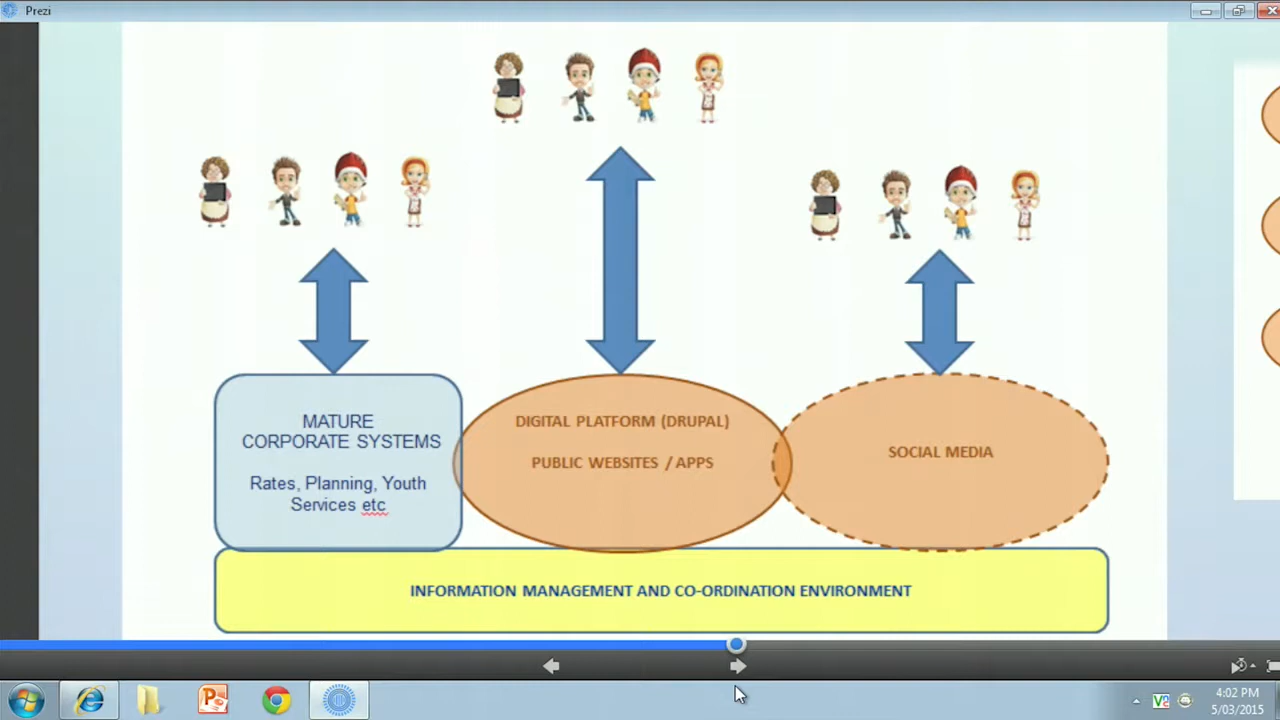 Prezi
MATURE
CORPORATE SYSTEMS
Rates, Planning, Youth
Services etc
DIGITAL PLATFORM (DRUPAL)
PUBLIC WEBSITES / APPS
SOCIAL MEDIA
INFORMATION MANAGEMENT AND CO-ORDINATION ENVIRONMENT
4:02 PM
5/03/2015